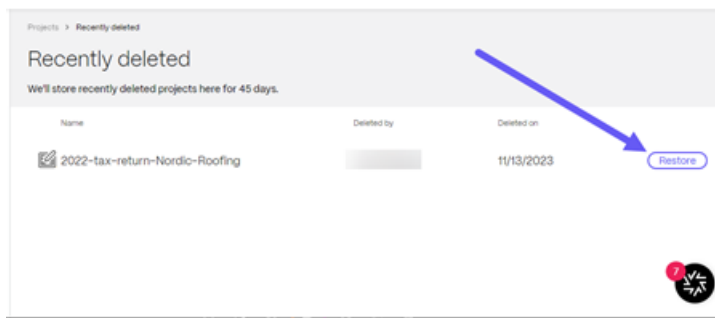 Projects > Recently deleted
Recently deleted
We'll store recently deleted projects here for 45 days.
Name Deleted by Deleted on
2022-tax-return-Nordic-Roofing 11/13/2023 Restore
7